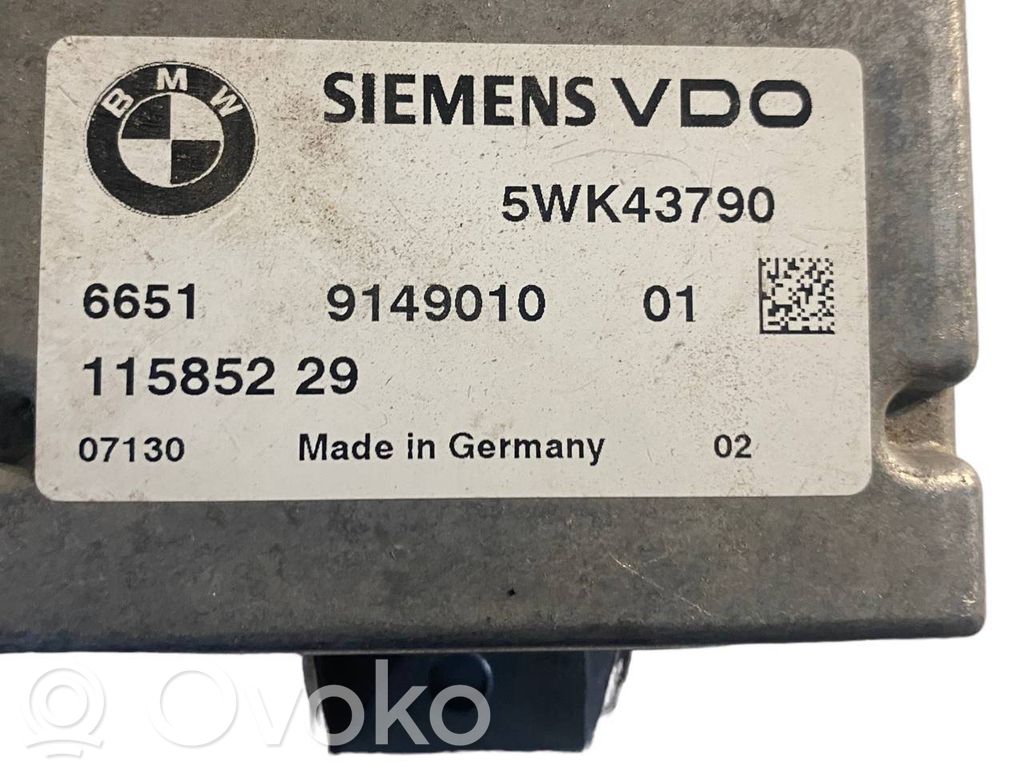 BMW SIEMENS VDO
5WK43790
6651 9149010 01
115852 29
07130 Made in Germany 02
Ovoko